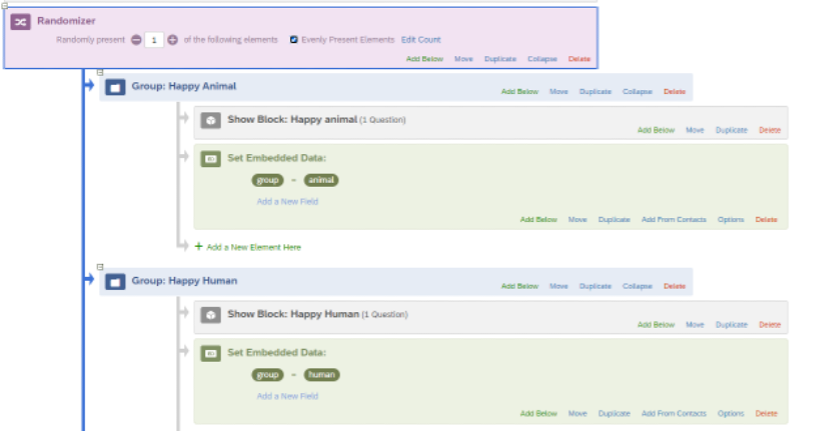 Randomizer
Randomly present 1 of the following elements Evenly Present Elements Edit Count
Add Below Move Duplicate Collapse Delete
Group: Happy Animal
Add Below Move Duplicate Collapse Delete
Show Block: Happy animal (1 Question)
Add Below Move Duplicate Delete
Set Embedded Data:
group = animal
Add a New Field
Add Below Move Duplicate Add From Contacts Options Delete
+ Add a New Element Here
Group: Happy Human
Add Below Move Duplicate Collapse Delete
Show Block: Happy Human (1 Question)
Add Below Move Duplicate Delete
Set Embedded Data:
group = human
Add a New Field
Add Below Move Duplicate Add From Contacts Options Delete